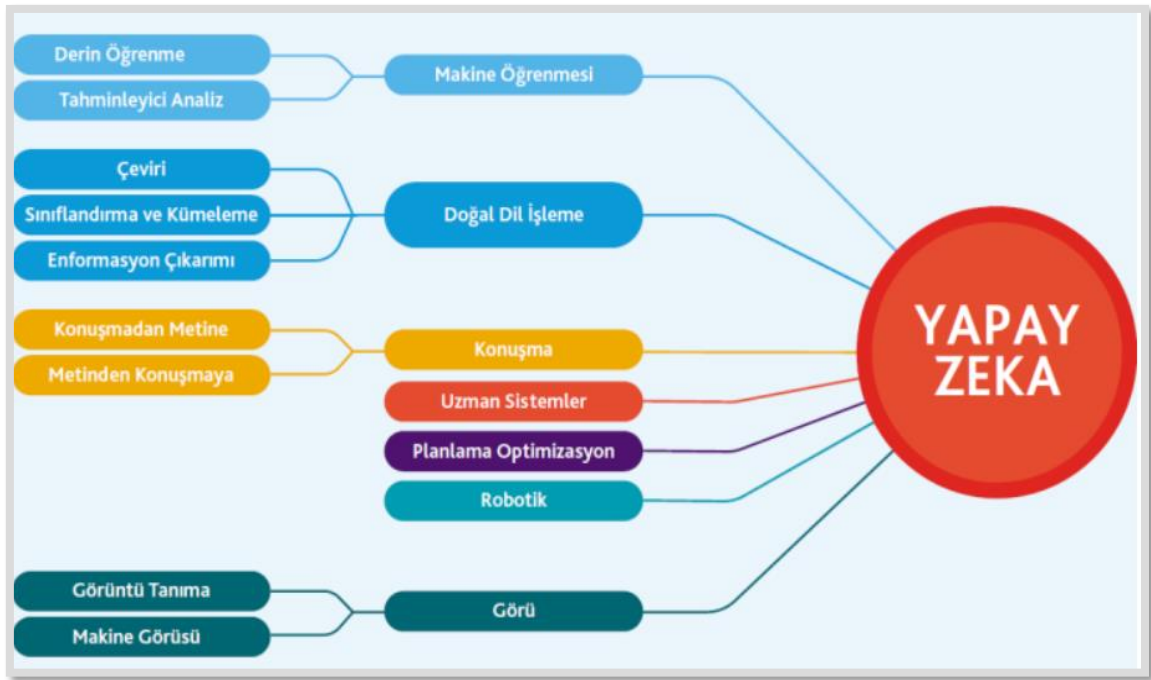 Derin Öğrenme
Tahminleyici Analiz
Makine Öğrenmesi
Çeviri
Sınıflandırma ve Kümeleme
Enformasyon Çıkarımı
Doğal Dil İşleme
Konuşmadan Metine
Metinden Konuşmaya
Konuşma
Uzman Sistemler
Planlama Optimizasyon
Robotik
Görüntü Tanıma
Makine Görüsü
Görü
YAPAY
ZEKA